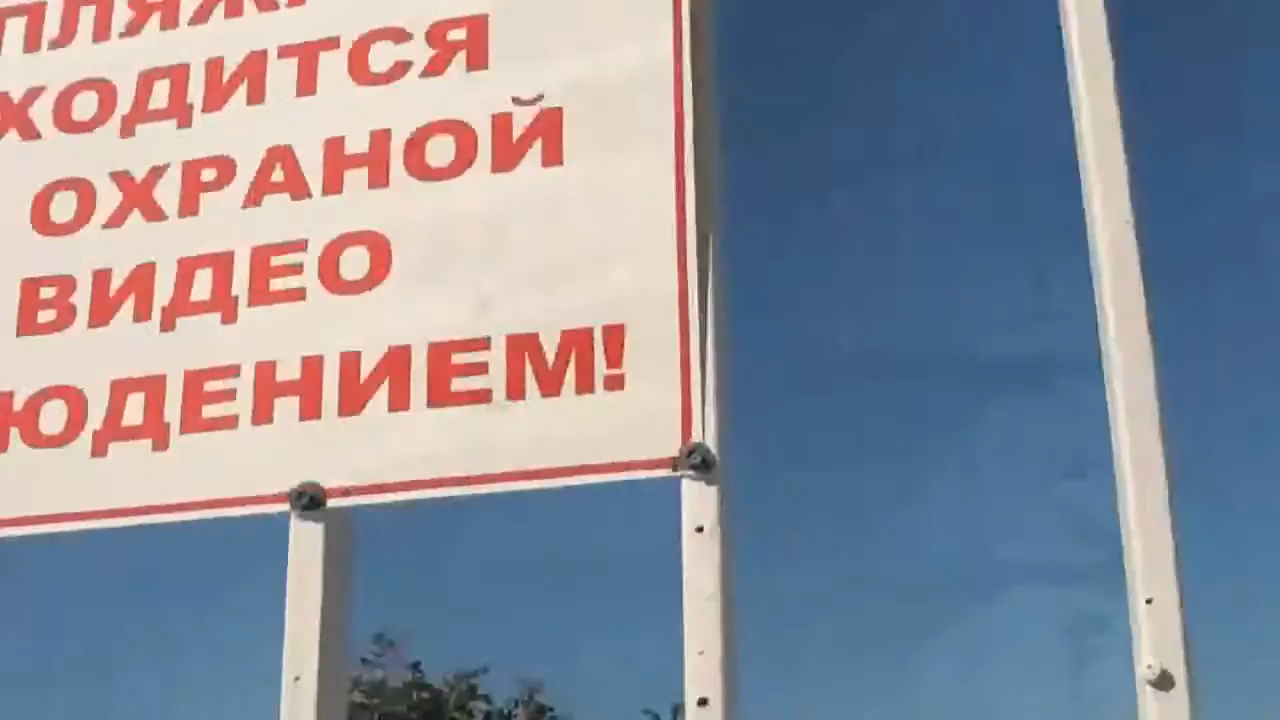 ПЛЯЖ
ХОДИТСЯ
ОХРАНОЙ
ВИДЕО
ЮДЕНИЕМ!